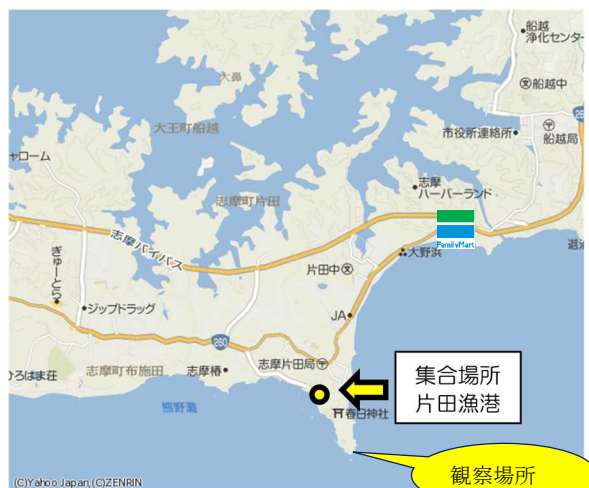 船越
浄化センター
船越中
大鼻
大王町船越
26
市役所連絡所
船越局
ャローム
志摩
ハーバーランド
志摩町片田
FamilyMart
志摩バイパス
大野浜
片田中
ぎゅーとら
ジップドラッグ
JA
260
志摩片田局
集合場所
片田漁港
ひろはま荘
志摩町布施田
志摩椿
熊野灘
春日神社
観察場所
(C)Yahoo Japan,(C)ZENRIN